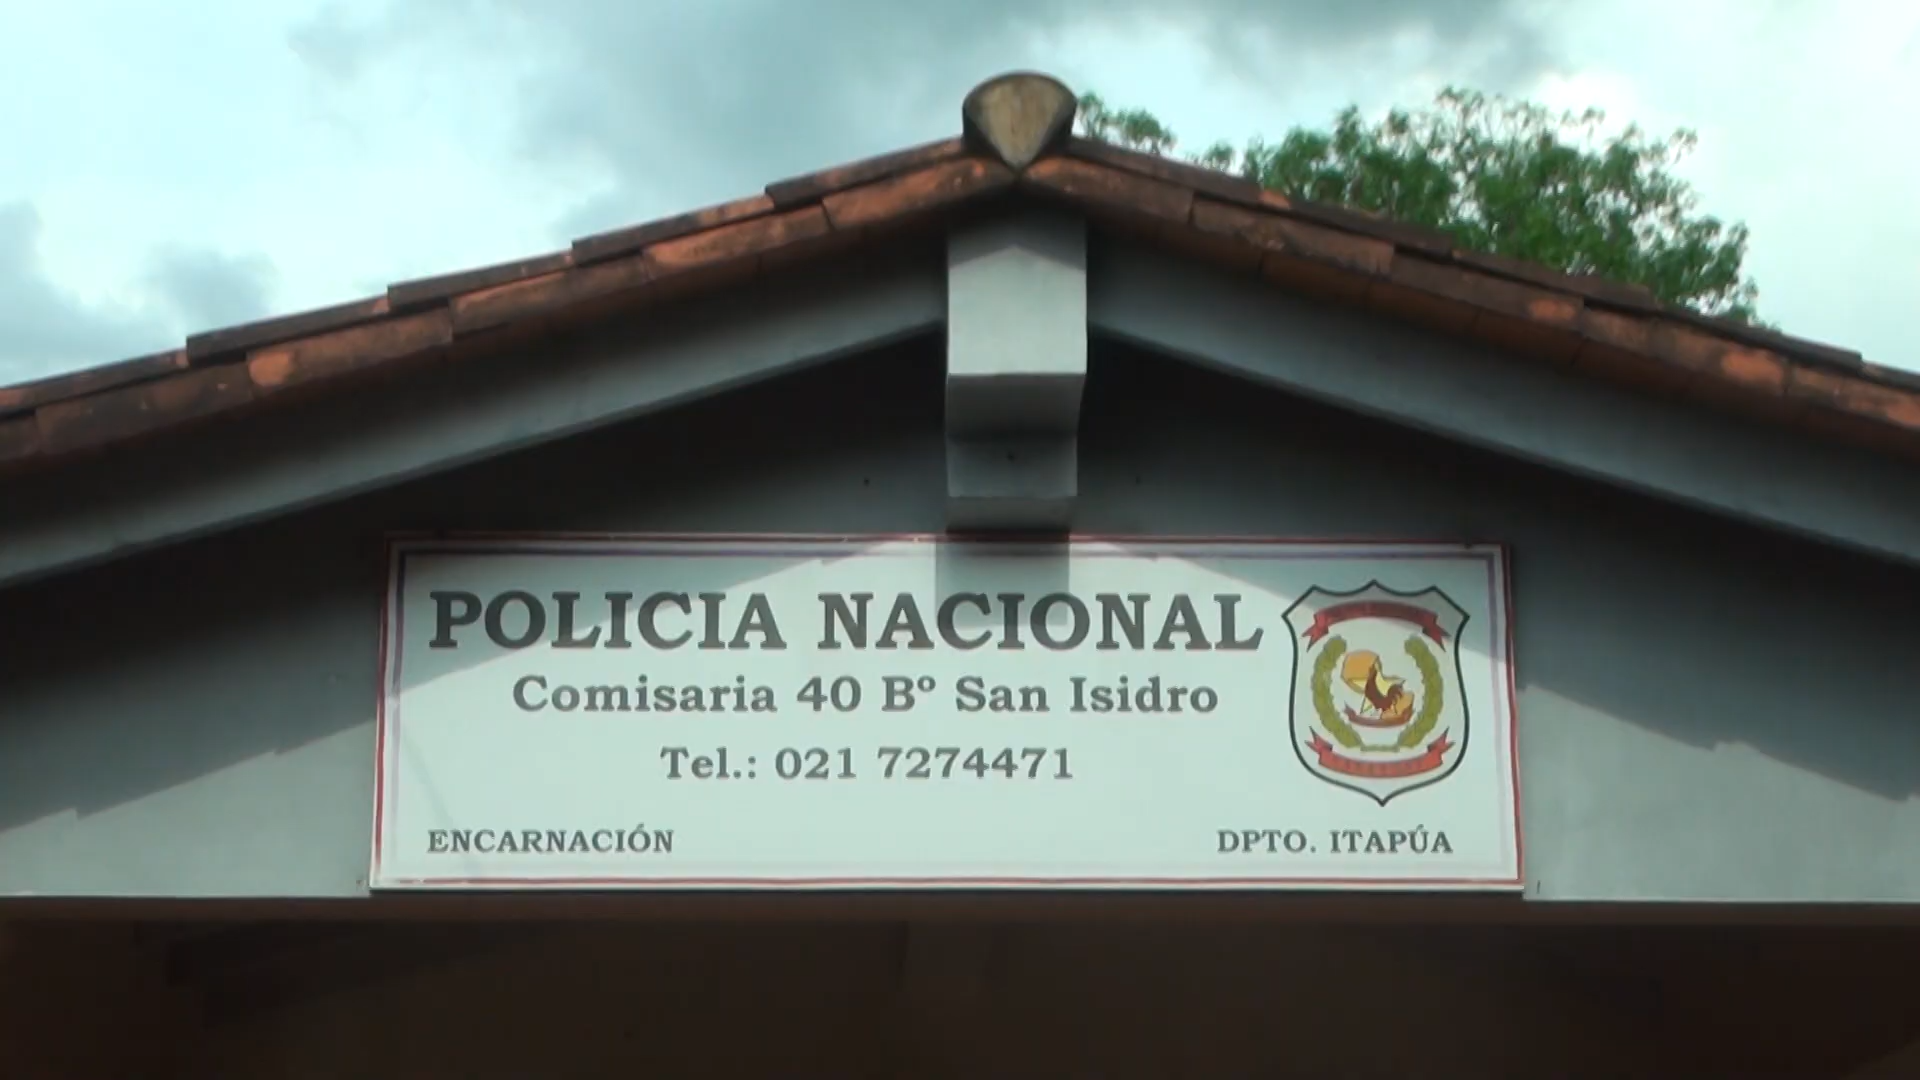 POLICIA NACIONAL
Comisaria 40 Bº San Isidro
Tel.: 021 7274471
ENCARNACIÓN
DPTO. ITAPÚA